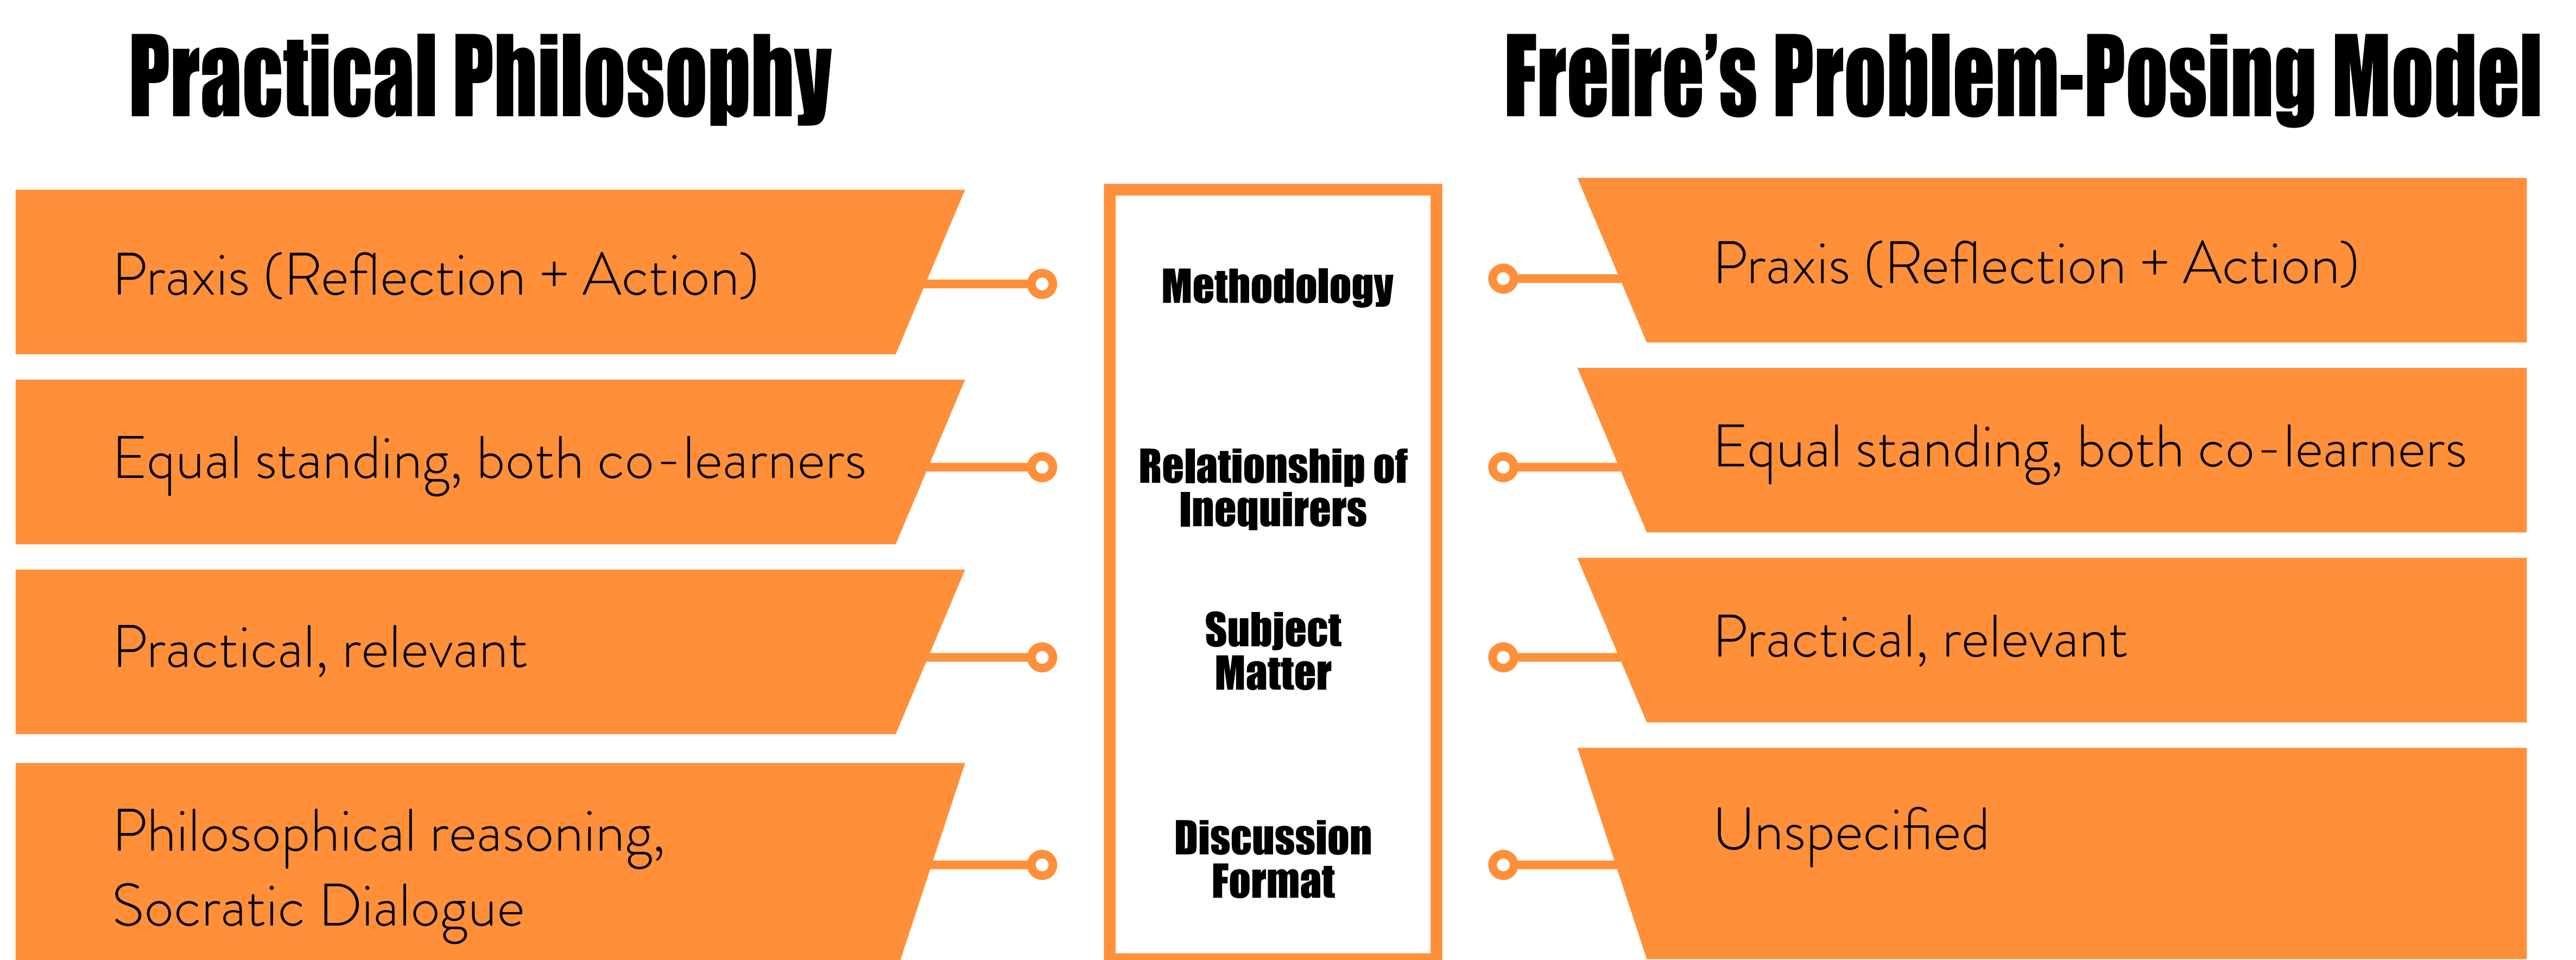 Practical Philosophy
Freire’s Problem-Posing Model
Praxis (Reflection + Action)
Methodology
Praxis (Reflection + Action)
Equal standing, both co-learners
Relationship of
Inequirers
Equal standing, both co-learners
Practical, relevant
Subject
Matter
Practical, relevant
Philosophical reasoning,
Socratic Dialogue
Discussion
Format
Unspecified